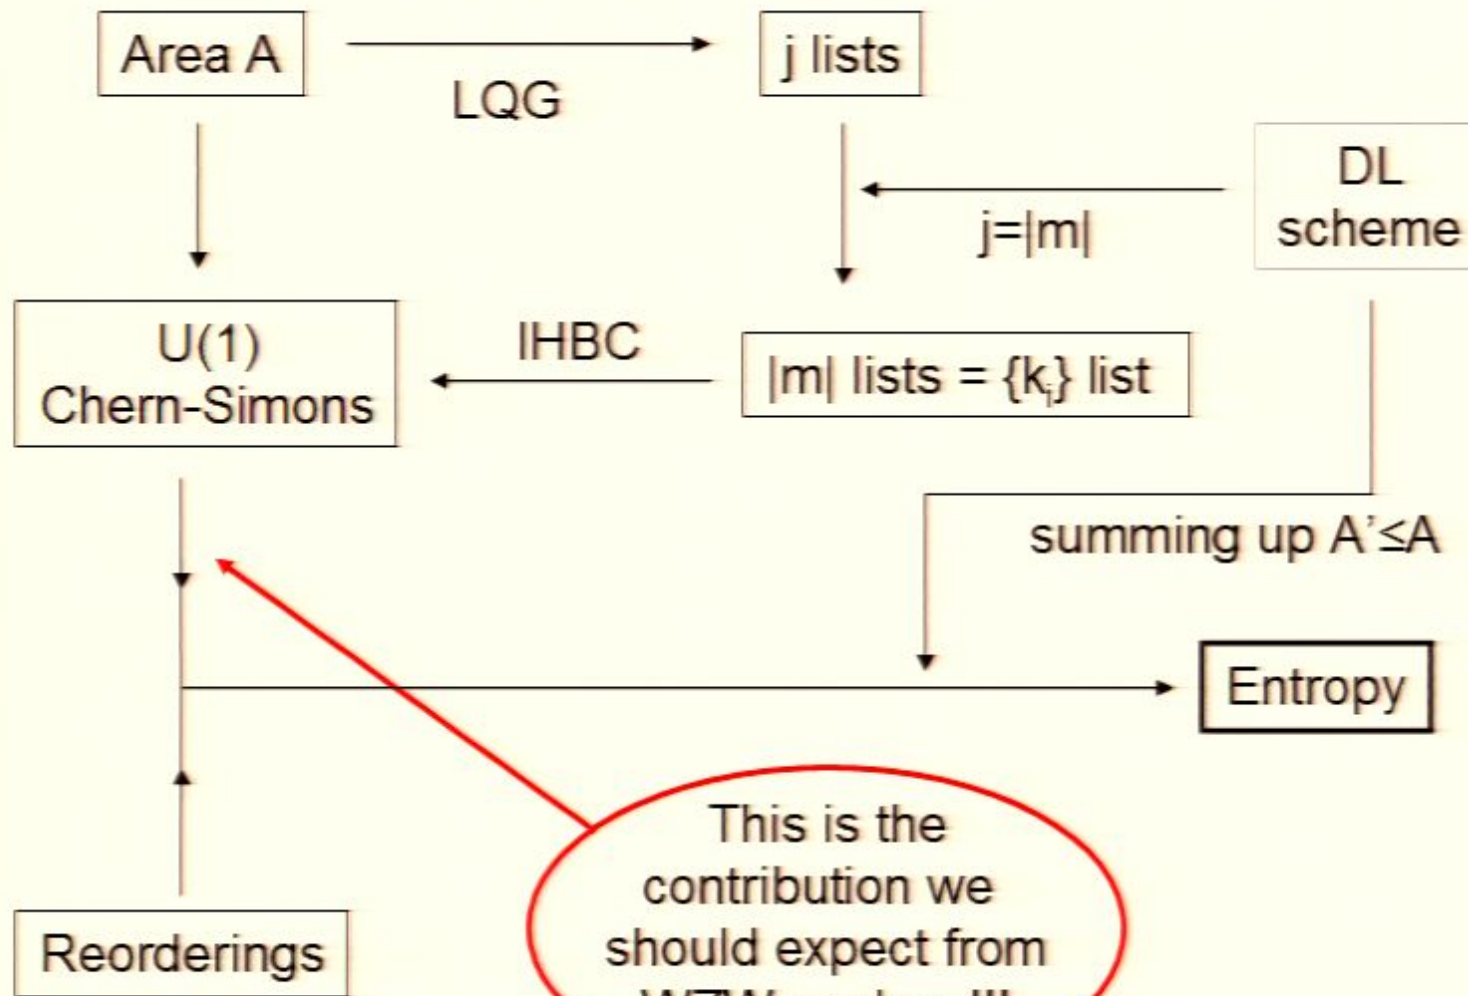 Area A
LQG
j lists
DL
scheme
j=|m|
U(1)
Chern-Simons
IHBC
|m| lists = {kⱼ} list
summing up A'≤A
Entropy
This is the
contribution we
should expect from
Reorderings